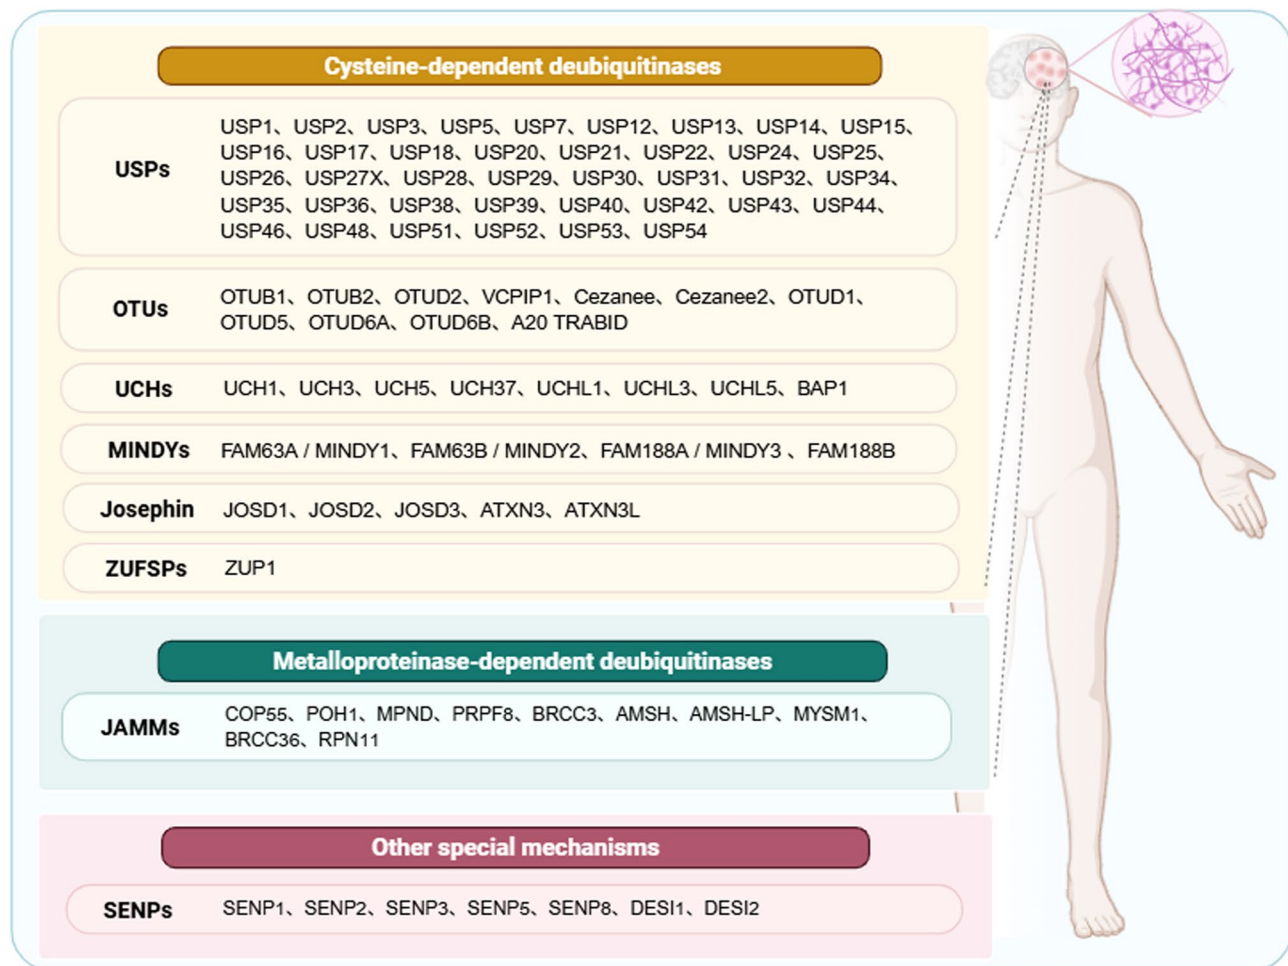 Cysteine-dependent deubiquitinases
USPs
USP1、USP2、USP3、USP5、USP7、USP12、USP13、USP14、USP15、
USP16、USP17、USP18、USP20、USP21、USP22、USP24、USP25、
USP26、USP27X、USP28、USP29、USP30、USP31、USP32、USP34、
USP35、USP36、USP38、USP39、USP40、USP42、USP43、USP44、
USP46、USP48、USP51、USP52、USP53、USP54
OTUs
OTUB1、OTUB2、OTUD2、VCPIP1、Cezanee、Cezanee2、OTUD1、
OTUD5、OTUD6A、OTUD6B、A20 TRABID
UCHs
UCH1、UCH3、UCH5、UCH37、UCHL1、UCHL3、UCHL5、BAP1
MINDYs
FAM63A / MINDY1、FAM63B / MINDY2、FAM188A / MINDY3 、FAM188B
Josephin
JOSD1、JOSD2、JOSD3、ATXN3、ATXN3L
ZUFSPs
ZUP1
Metalloproteinase-dependent deubiquitinases
JAMMs
COP55、POH1、MPND、PRPF8、BRCC3、AMSH、AMSH-LP、MYSM1、
BRCC36、RPN11
Other special mechanisms
SENPs
SENP1、SENP2、SENP3、SENP5、SENP8、DESI1、DESI2